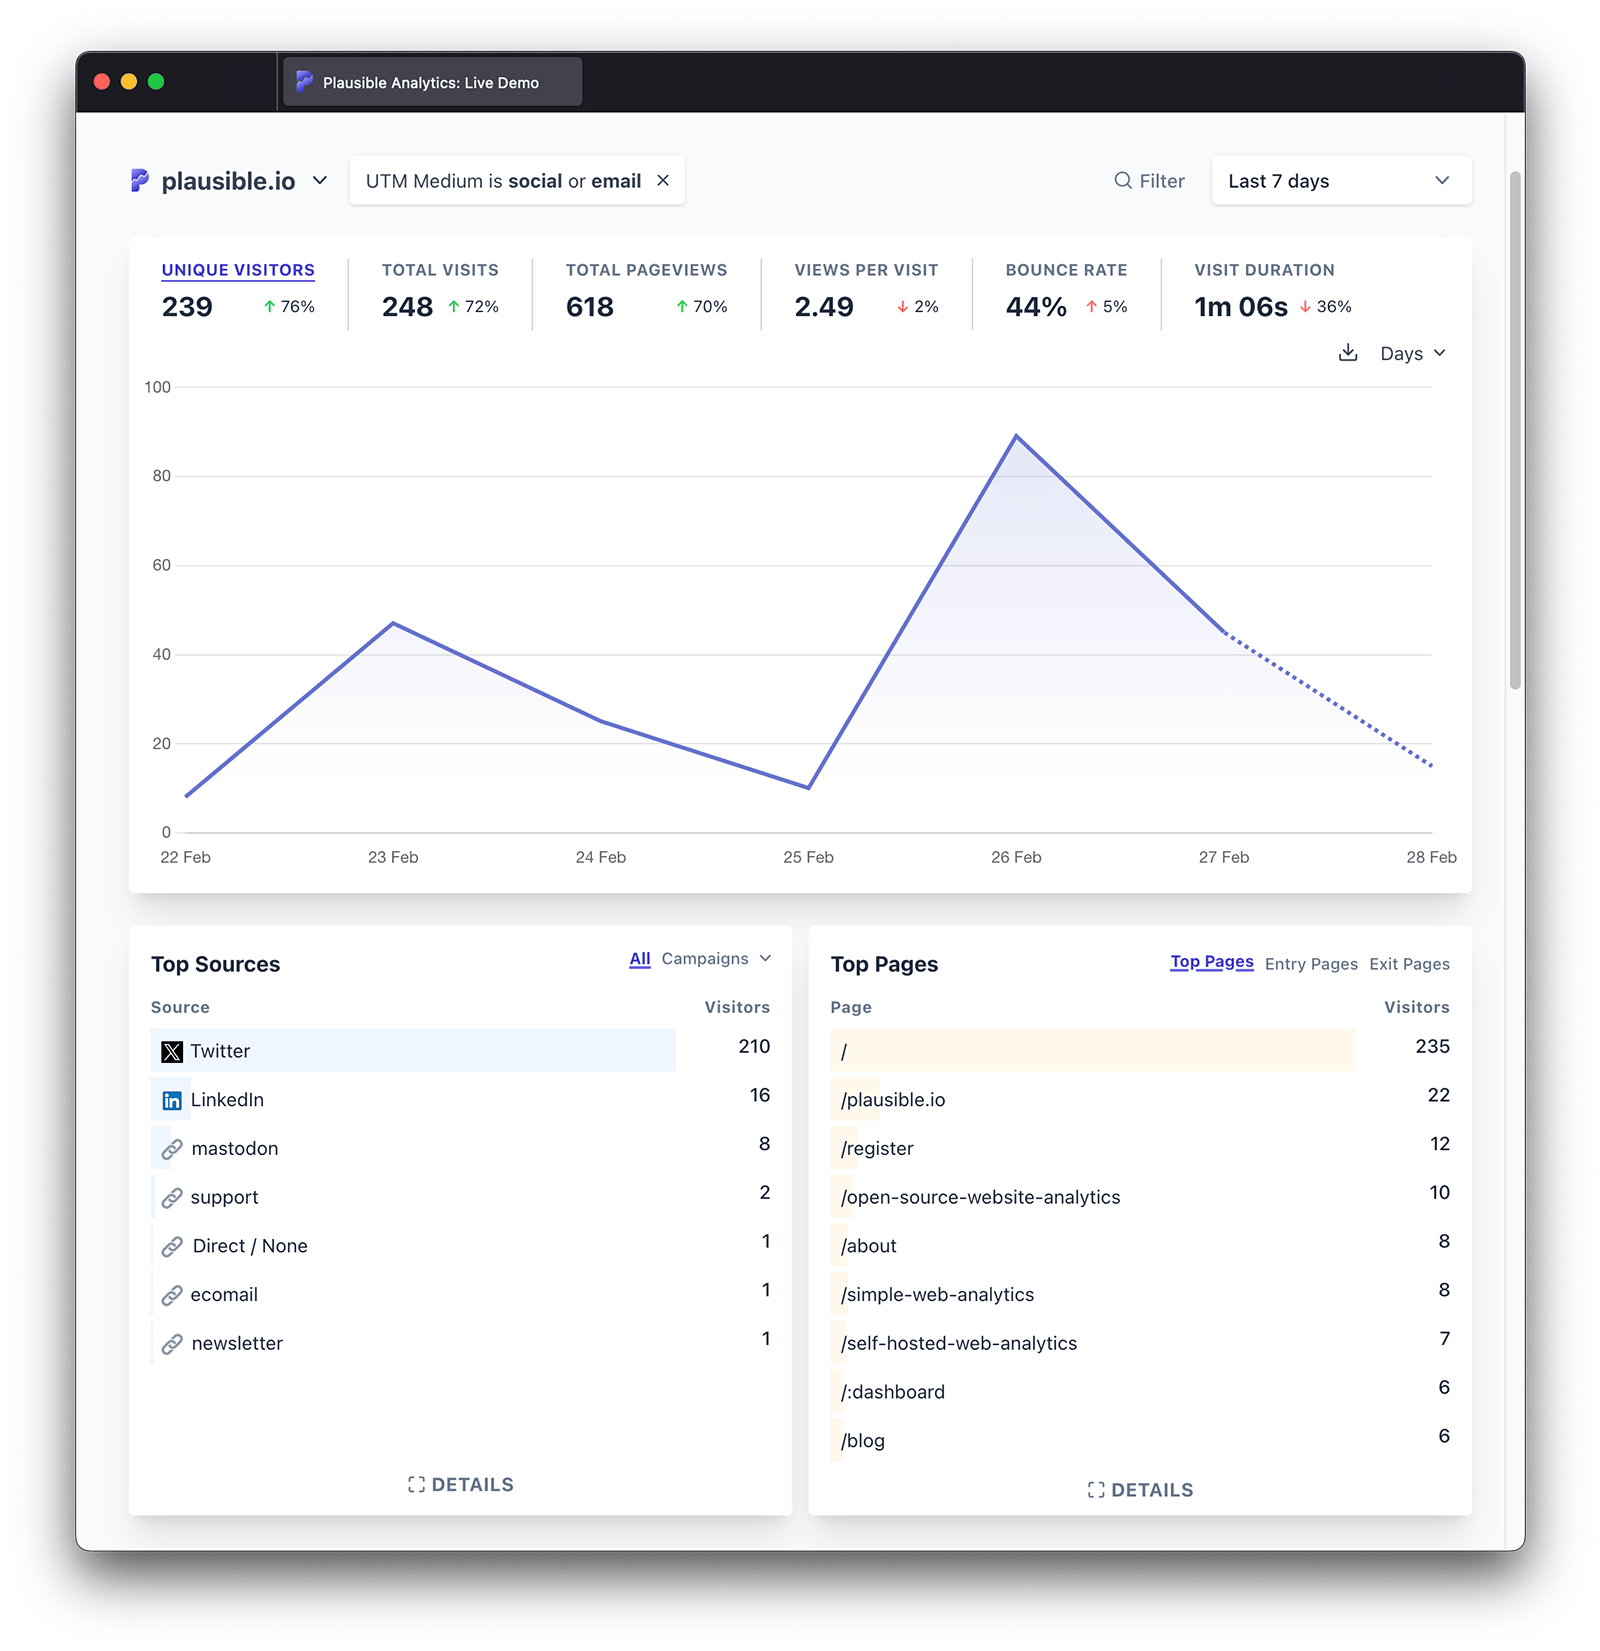 Plausible Analytics: Live Demo
plausible.io
UTM Medium is social or email
Filter
Last 7 days
UNIQUE VISITORS
239 ↑ 76%
TOTAL VISITS
248 ↑ 72%
TOTAL PAGEVIEWS
618 ↑ 70%
VIEWS PER VISIT
2.49 ↓ 2%
BOUNCE RATE
44% ↑ 5%
VISIT DURATION
1m 06s ↓ 36%
Days
100
80
60
40
20
0
22 Feb 23 Feb 24 Feb 25 Feb 26 Feb 27 Feb 28 Feb
Top Sources All Campaigns
Source Visitors
Twitter 210
LinkedIn 16
mastodon 8
support 2
Direct / None 1
ecomail 1
newsletter 1
DETAILS
Top Pages Top Pages Entry Pages Exit Pages
Page Visitors
/ 235
/plausible.io 22
/register 12
/open-source-website-analytics 10
/about 8
/simple-web-analytics 8
/self-hosted-web-analytics 7
/:dashboard 6
/blog 6
DETAILS